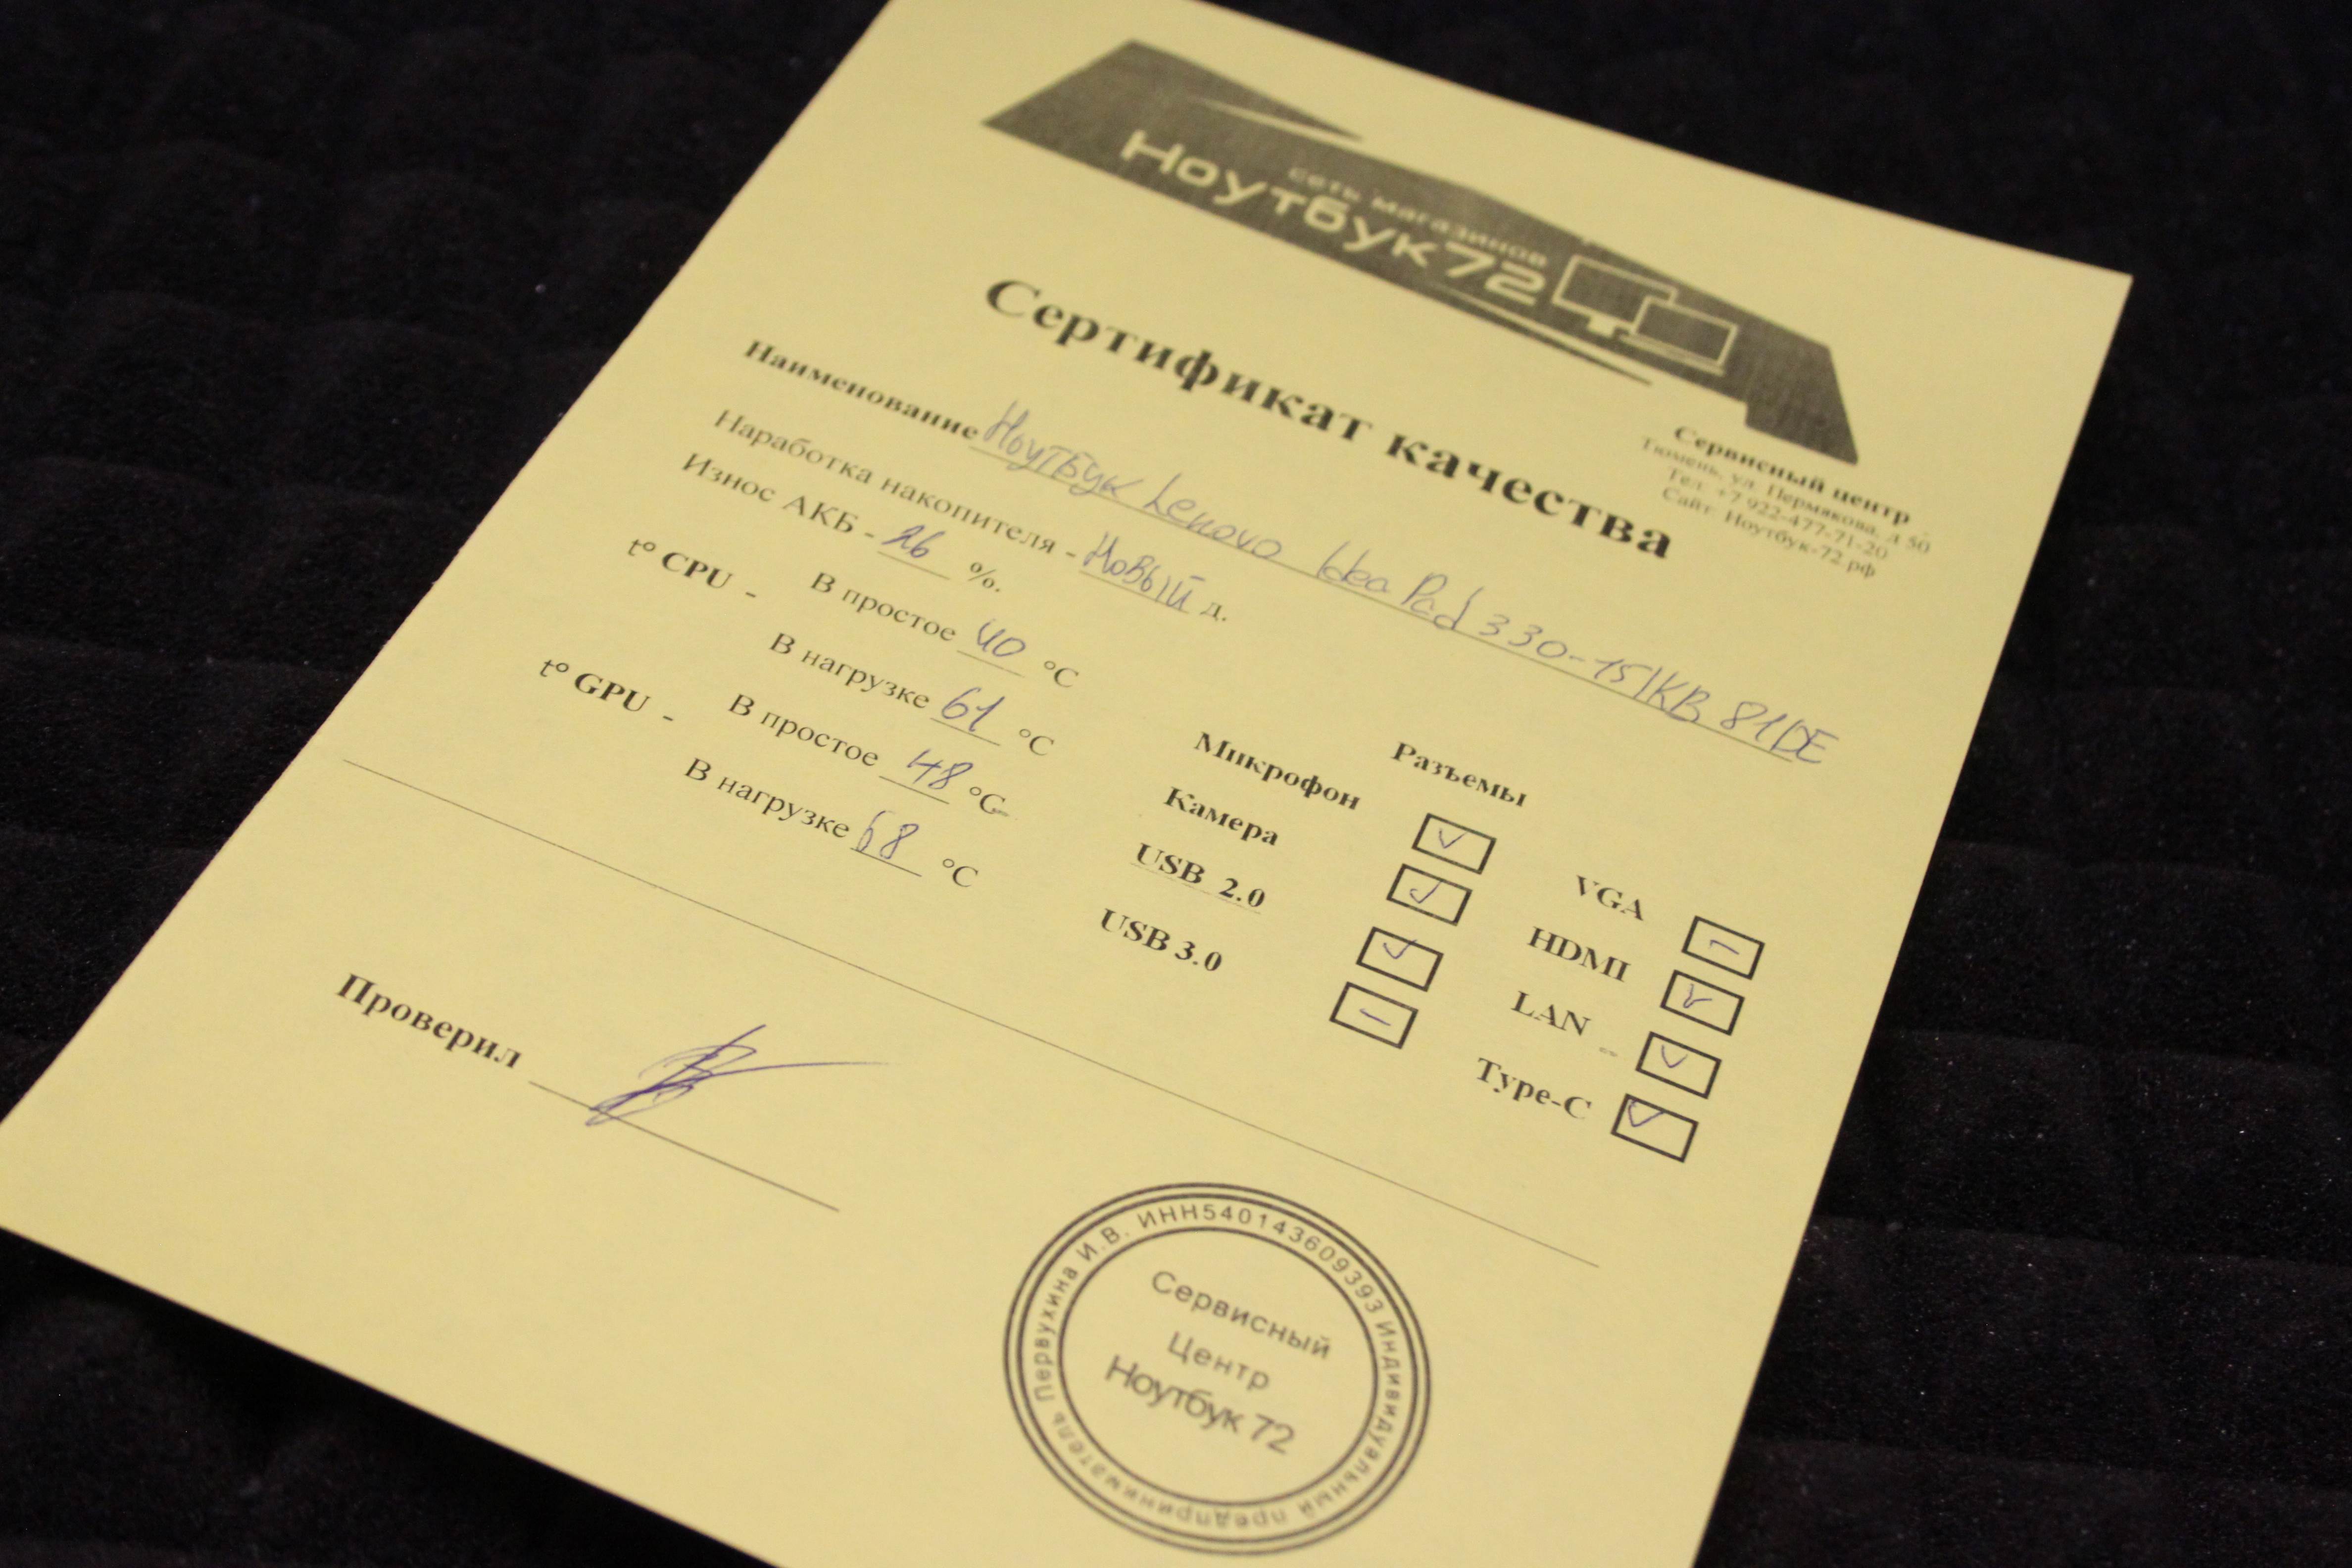 сеть магазинов
Ноутбук72
Сервисный центр
Тюмень, ул. Пермякова, д 50
Тел. +7 922-477-71-20
Сайт: Ноутбук-72.рф
Сертификат качества
Наименование Ноутбук Lenovo IdeaPad 330-15IKB 81DE
Наработка накопителя - Новый д.
Износ АКБ - 26 %.
t° CPU - В простое 40 °C
В нагрузке 61 °C
t° GPU - В простое 48 °C
В нагрузке 68 °C
Разъемы
Микрофон ✓
Камера ✓
USB 2.0 ✓
USB 3.0 –
VGA –
HDMI ✓
LAN ✓
Type-C ✓
Проверил
Индивидуальный предприниматель Первухина И.В. ИНН540143609393
Сервисный
Центр
Ноутбук 72